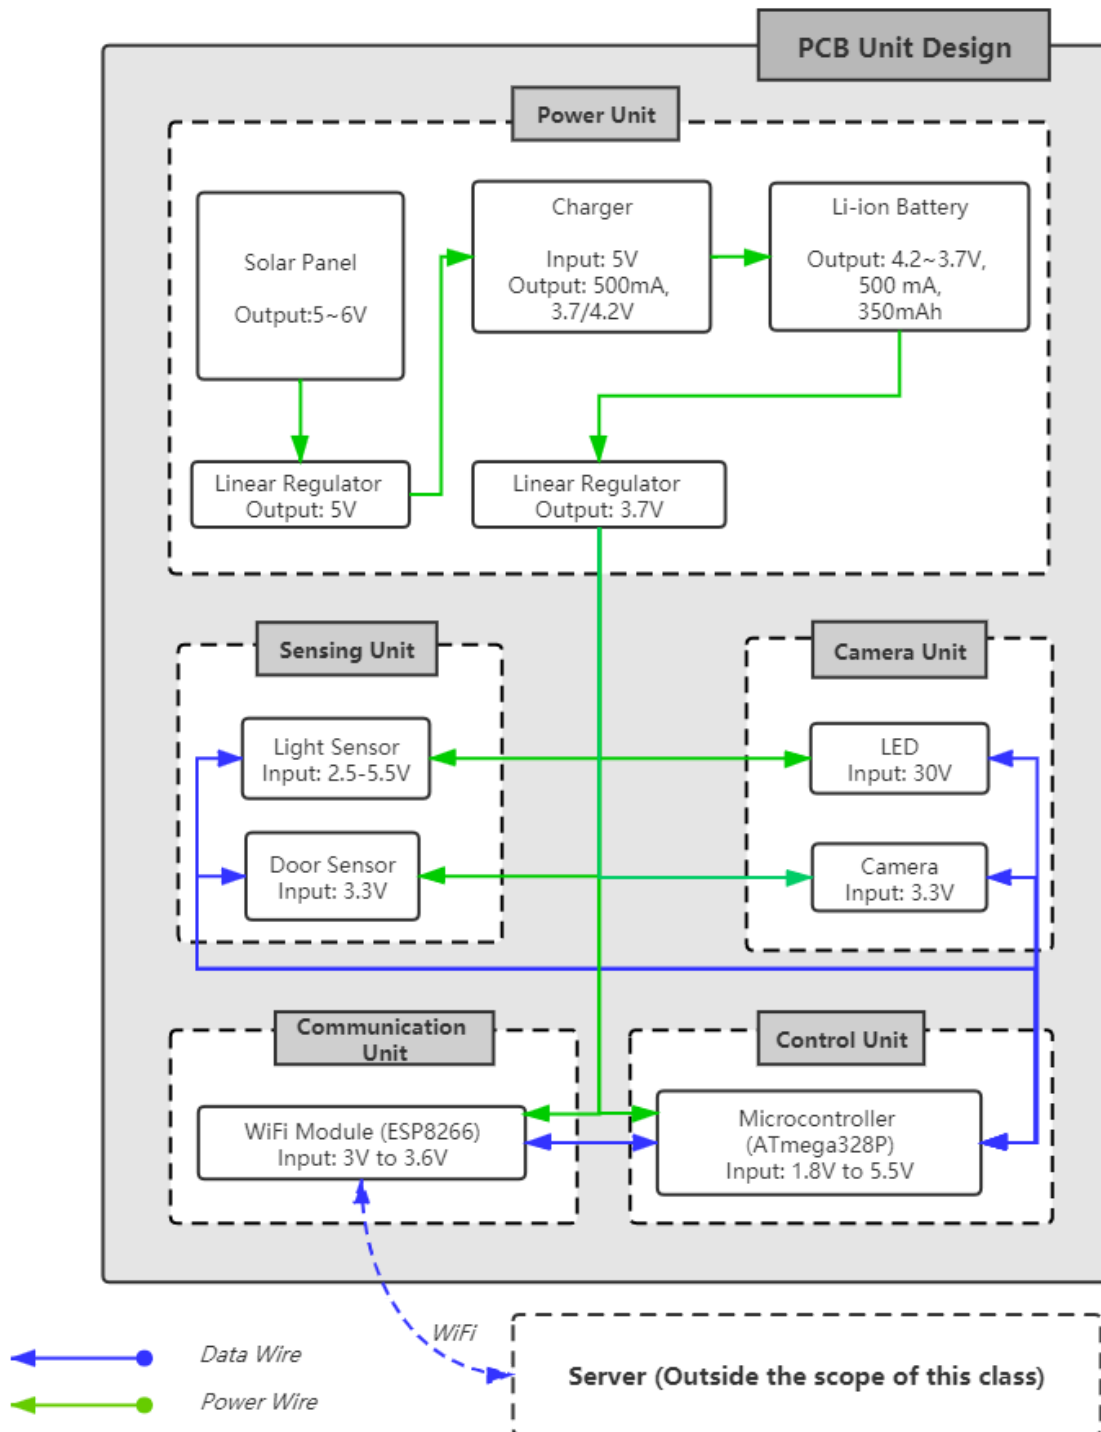 PCB Unit Design
Power Unit
Solar Panel
Output:5~6V
Charger
Input: 5V
Output: 500mA,
3.7/4.2V
Li-ion Battery
Output: 4.2~3.7V,
500 mA,
350mAh
Linear Regulator
Output: 5V
Linear Regulator
Output: 3.7V
Sensing Unit
Light Sensor
Input: 2.5-5.5V
Door Sensor
Input: 3.3V
Camera Unit
LED
Input: 30V
Camera
Input: 3.3V
Communication
Unit
WiFi Module (ESP8266)
Input: 3V to 3.6V
Control Unit
Microcontroller
(ATmega328P)
Input: 1.8V to 5.5V
WiFi
Data Wire
Power Wire
Server (Outside the scope of this class)